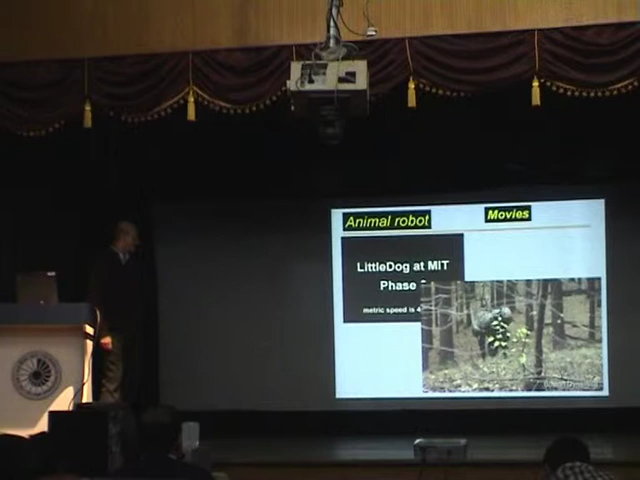 Animal robot
Movies
LittleDog at MIT
Phase
metric speed is